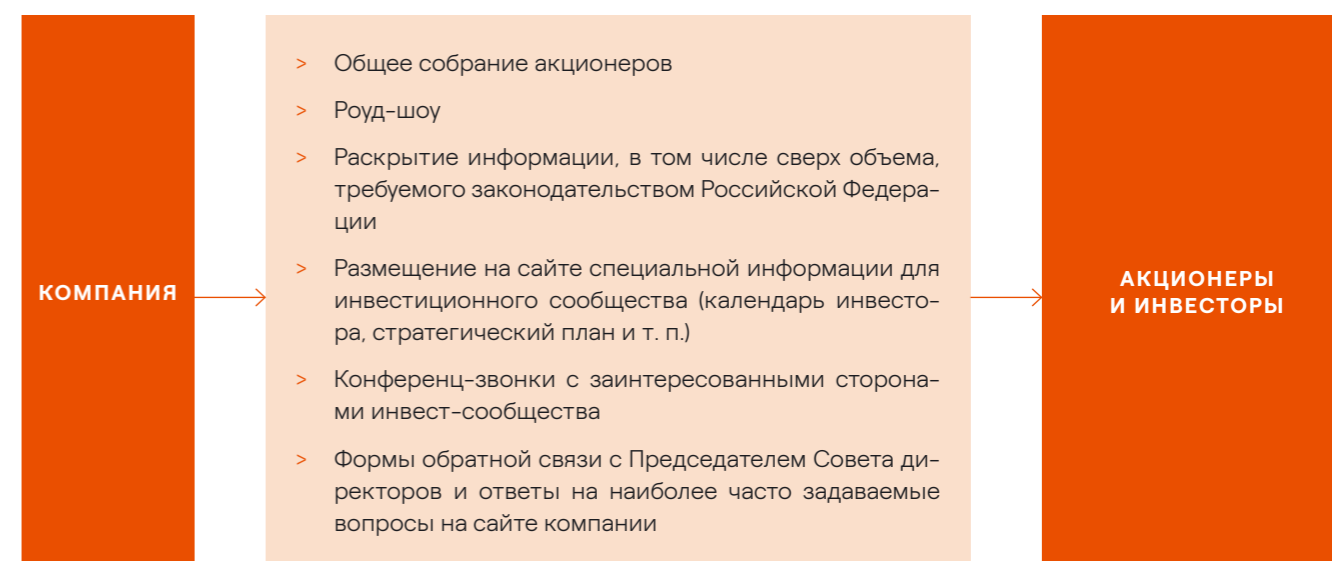 КОМПАНИЯ
> Общее собрание акционеров
> Роуд-шоу
> Раскрытие информации, в том числе сверх объема,
требуемого законодательством Российской Федера-
ции
> Размещение на сайте специальной информации для
инвестиционного сообщества (календарь инвесто-
ра, стратегический план и т. п.)
> Конференц-звонки с заинтересованными сторона-
ми инвест-сообщества
> Формы обратной связи с Председателем Совета ди-
ректоров и ответы на наиболее часто задаваемые
вопросы на сайте компании
АКЦИОНЕРЫ
И ИНВЕСТОРЫ